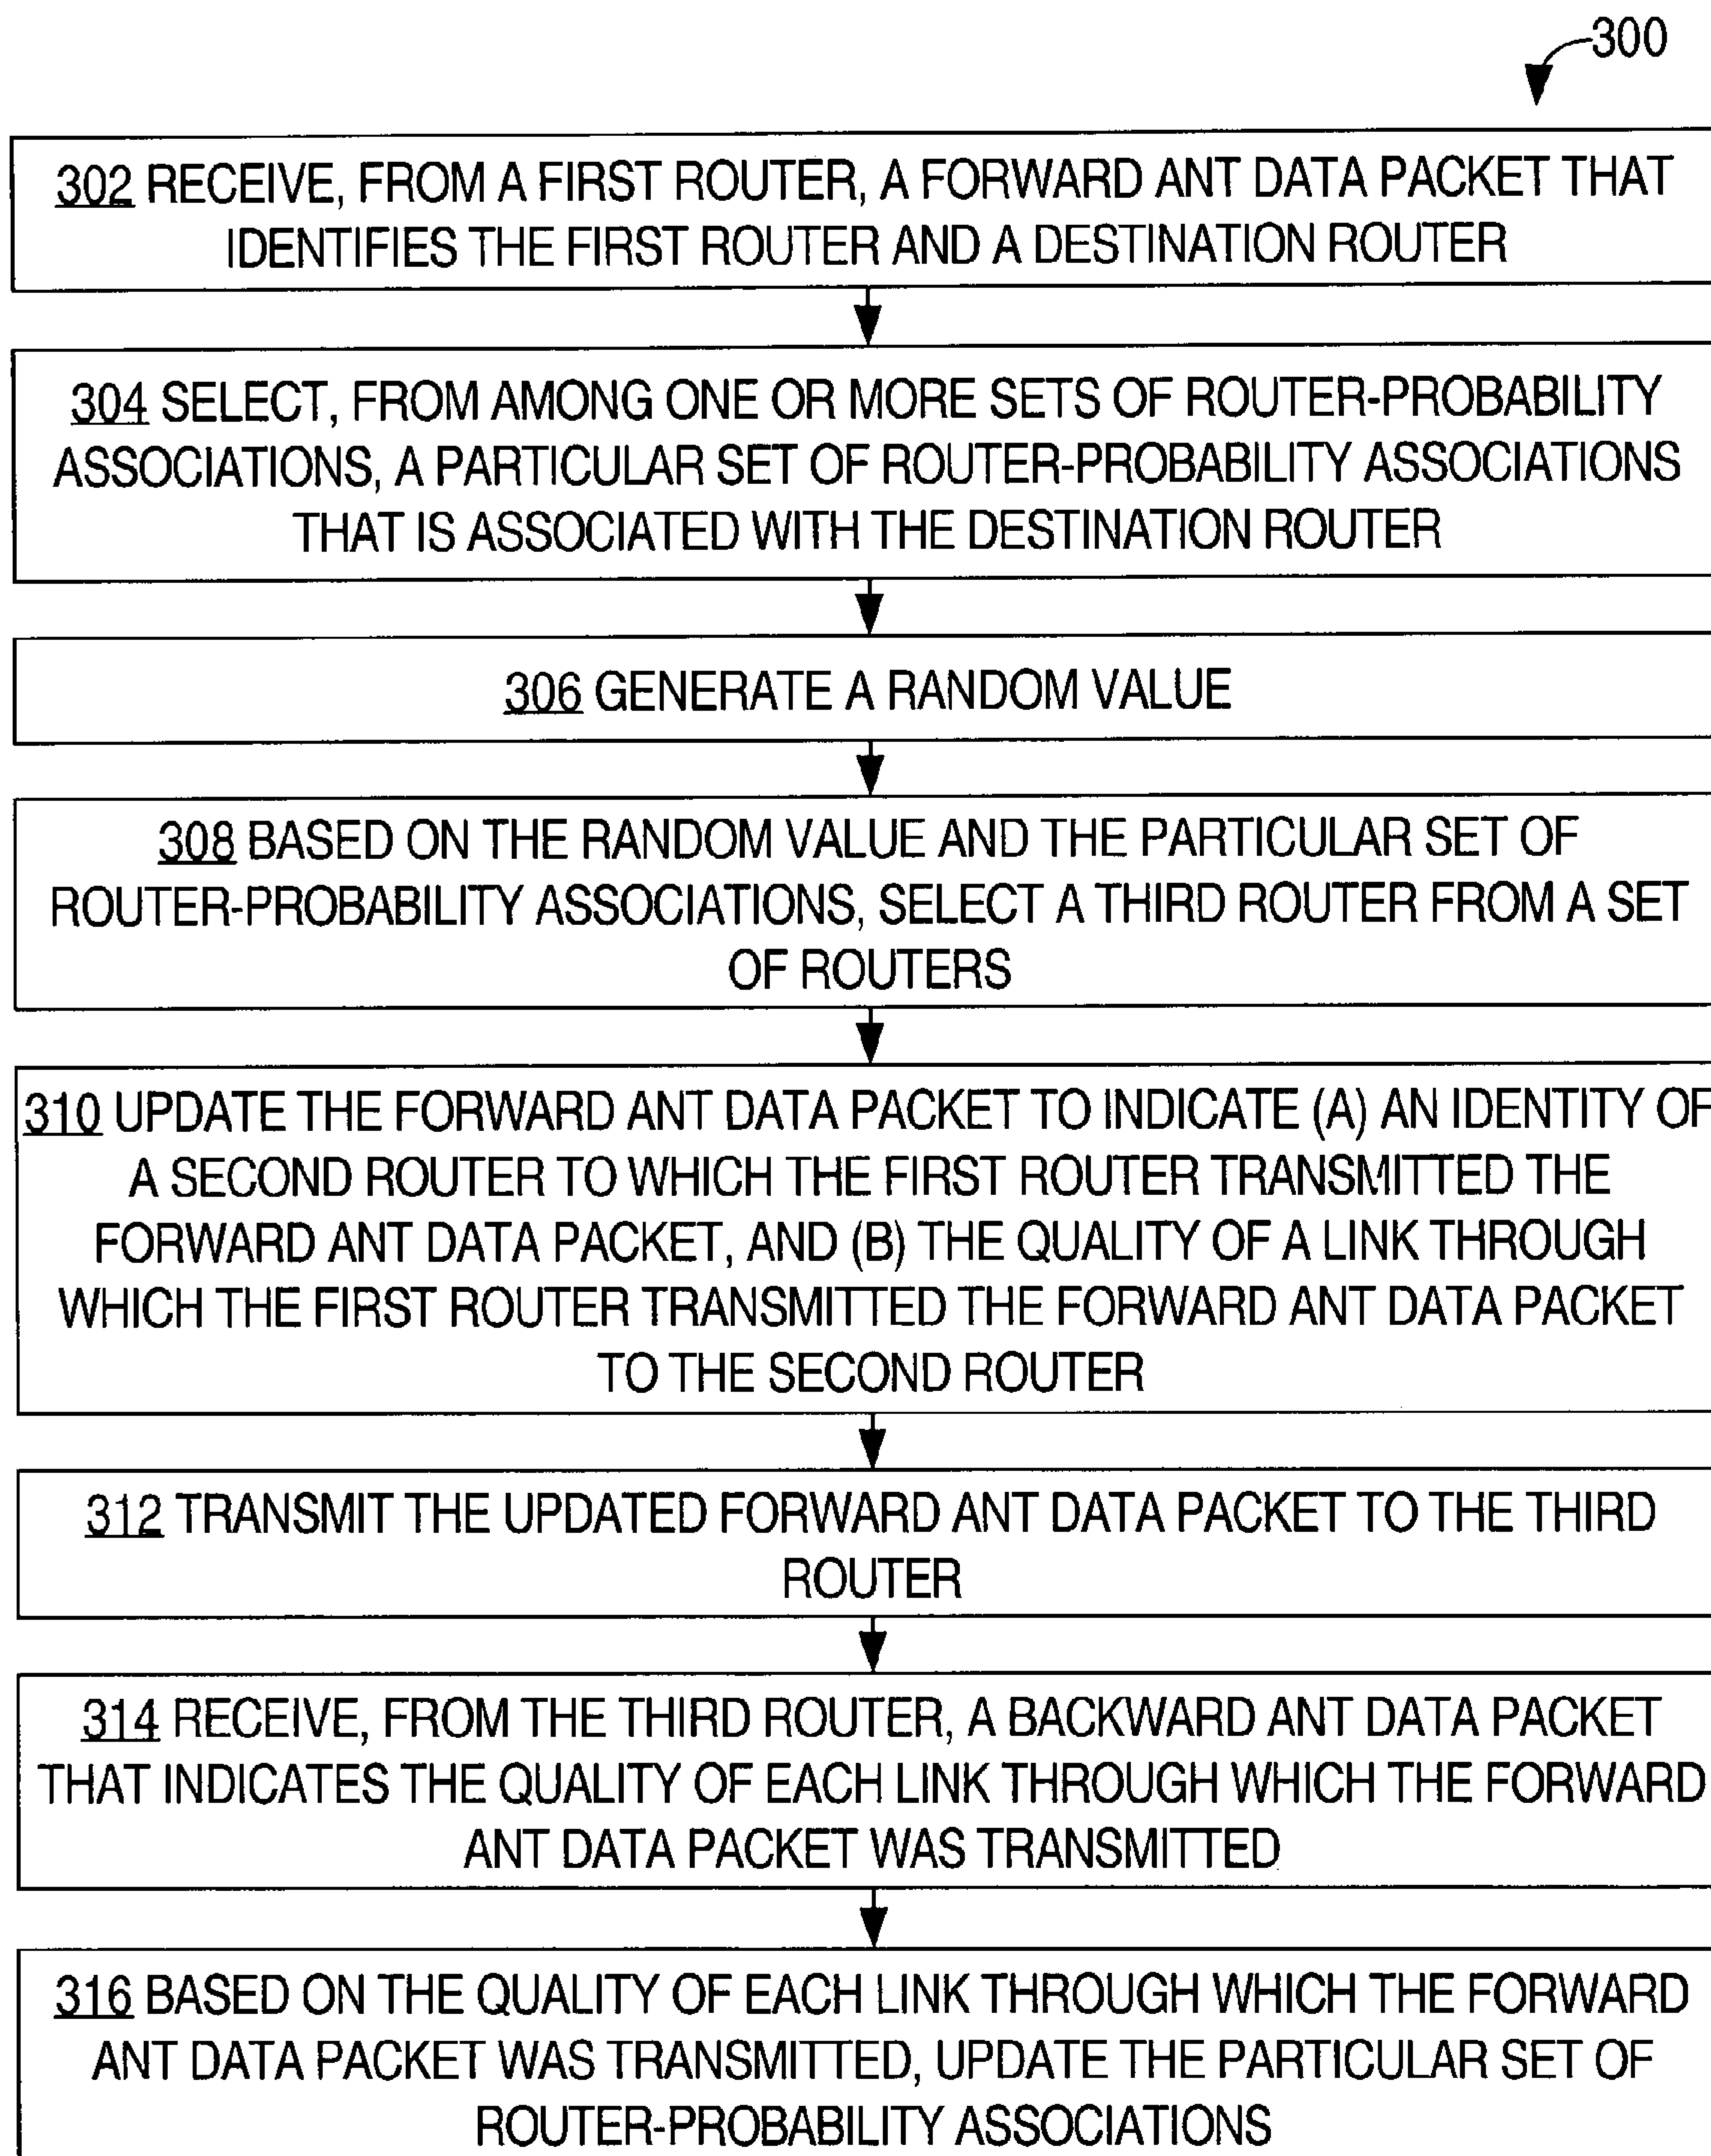 300
302 RECEIVE, FROM A FIRST ROUTER, A FORWARD ANT DATA PACKET THAT
IDENTIFIES THE FIRST ROUTER AND A DESTINATION ROUTER
304 SELECT, FROM AMONG ONE OR MORE SETS OF ROUTER-PROBABILITY
ASSOCIATIONS, A PARTICULAR SET OF ROUTER-PROBABILITY ASSOCIATIONS
THAT IS ASSOCIATED WITH THE DESTINATION ROUTER
306 GENERATE A RANDOM VALUE
308 BASED ON THE RANDOM VALUE AND THE PARTICULAR SET OF
ROUTER-PROBABILITY ASSOCIATIONS, SELECT A THIRD ROUTER FROM A SET
OF ROUTERS
310 UPDATE THE FORWARD ANT DATA PACKET TO INDICATE (A) AN IDENTITY OF
A SECOND ROUTER TO WHICH THE FIRST ROUTER TRANSMITTED THE
FORWARD ANT DATA PACKET, AND (B) THE QUALITY OF A LINK THROUGH
WHICH THE FIRST ROUTER TRANSMITTED THE FORWARD ANT DATA PACKET
TO THE SECOND ROUTER
312 TRANSMIT THE UPDATED FORWARD ANT DATA PACKET TO THE THIRD
ROUTER
314 RECEIVE, FROM THE THIRD ROUTER, A BACKWARD ANT DATA PACKET
THAT INDICATES THE QUALITY OF EACH LINK THROUGH WHICH THE FORWARD
ANT DATA PACKET WAS TRANSMITTED
316 BASED ON THE QUALITY OF EACH LINK THROUGH WHICH THE FORWARD
ANT DATA PACKET WAS TRANSMITTED, UPDATE THE PARTICULAR SET OF
ROUTER-PROBABILITY ASSOCIATIONS